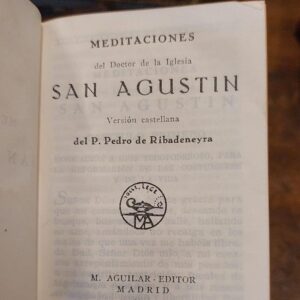 MEDITACIONES
del Doctor de la Iglesia
SAN AGUSTIN
Versión castellana
del P. Pedro de Ribadeneyra
M. AGUILAR - EDITOR
MADRID